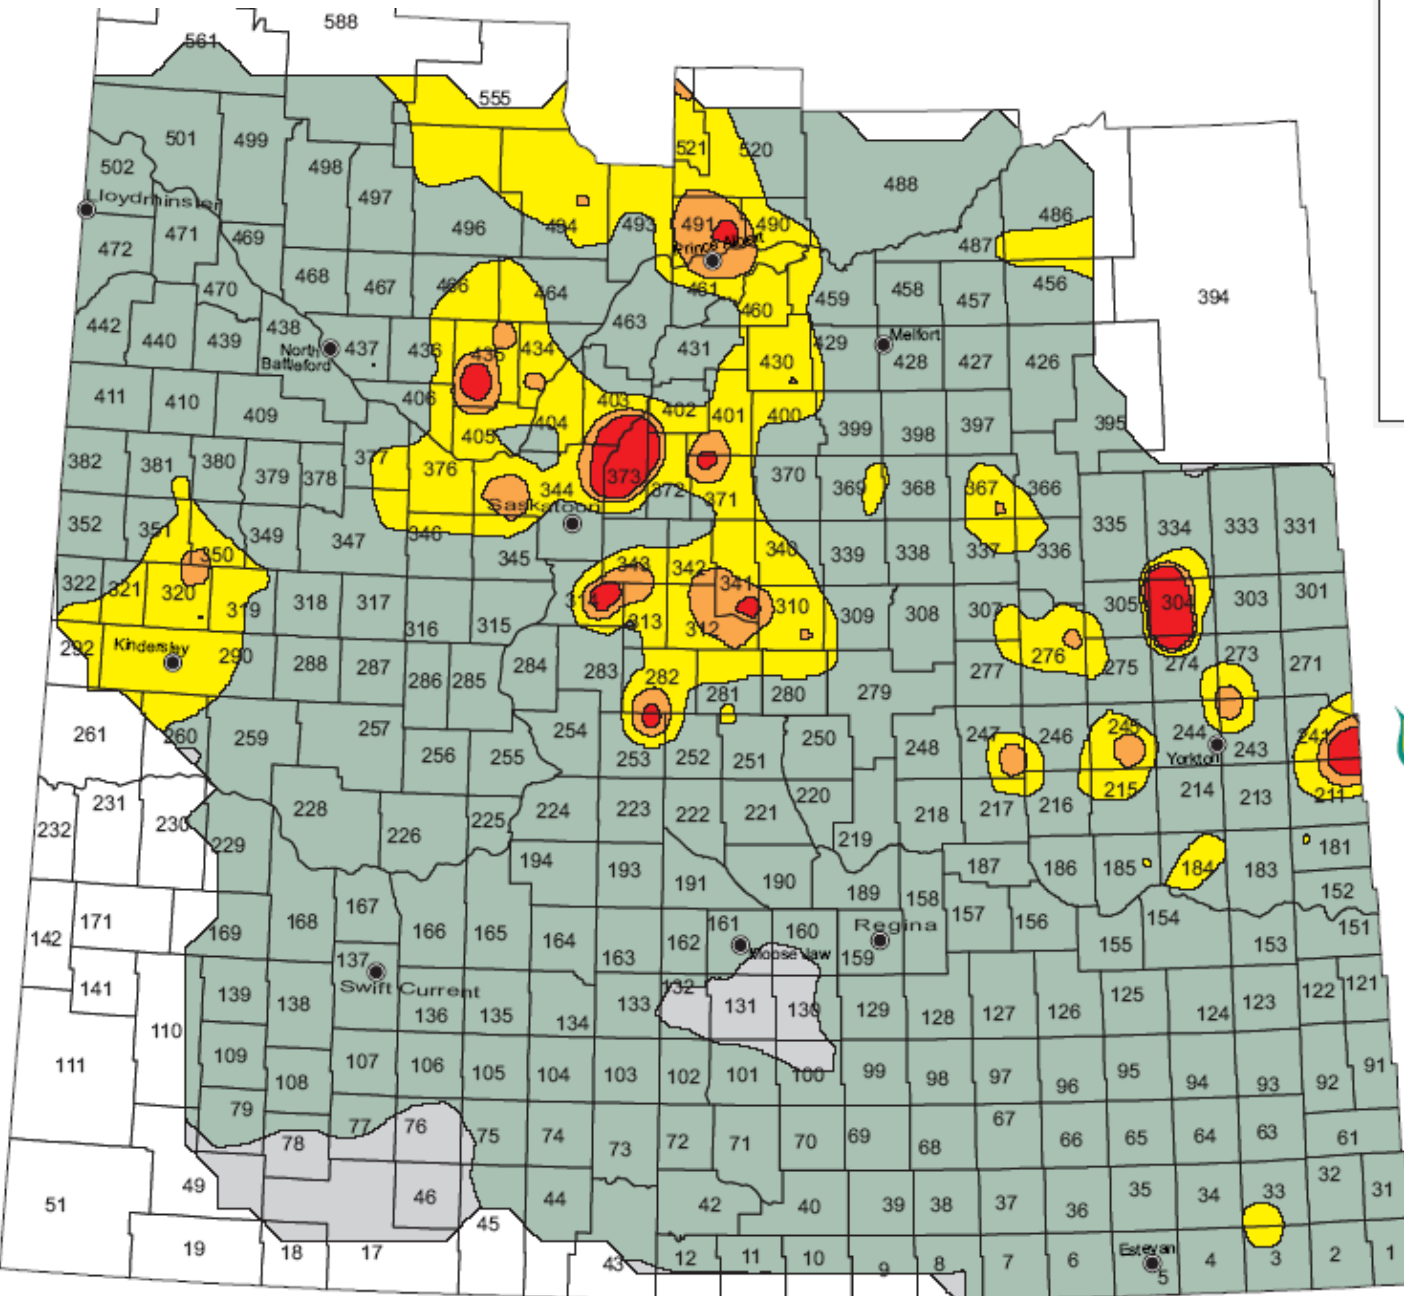 588
561
555
501 499 521 520
502 498 497 488
Lloydminster
471 469 496 494 493 491 490 486
472 Prince Albert 487
470 468 467 466 464 461 460 459 458 457 456 394
442 440 439 438 463
North
Battleford
437 436 435 434 431 430 429 Melfort
428 427 426
411 410 409 406 405 404 403 402 401 400 399 398 397 395
382 381 380 379 378 377 376 344 373 372 371 370 369 368 367 366
Saskatoon
352 351 350 349 347 346 345 340 339 338 337 336 335 334 333 331
322 321 320 319 318 317 316 315 314 343 342 341 313 312 310 309 308 307 305 304 303 301
292 Kindersley 290 288 287 286 285 284 283 282 281 280 279 277 276 275 274 273 271
261 260 259 257 256 255 254 253 252 251 250 248 247 246 245 244 243 241
Yorkton
232 231 230 229 228 226 225 224 223 222 221 220 219 218 217 216 215 214 213 211
194 193 191 190 189 187 186 185 184 183 181
152
142 171 169 168 167 166 165 164 163 162 161 160 159 158 157 156 155 154 153 151
Regina
Moose Jaw
137
Swift Current
141 139 138 136 135 134 133 132 131 130 129 128 127 126 125 124 123 122 121
111 110 109 108 107 106 105 104 103 102 101 100 99 98 97 96 95 94 93 92 91
79 78 77 76 75 74 73 72 71 70 69 68 67 66 65 64 63 61
51 49 46 45 44 42 40 39 38 37 36 35 34 33 32 31
19 18 17 43 12 11 10 9 8 7 6 Estevan
5 4 3 2 1